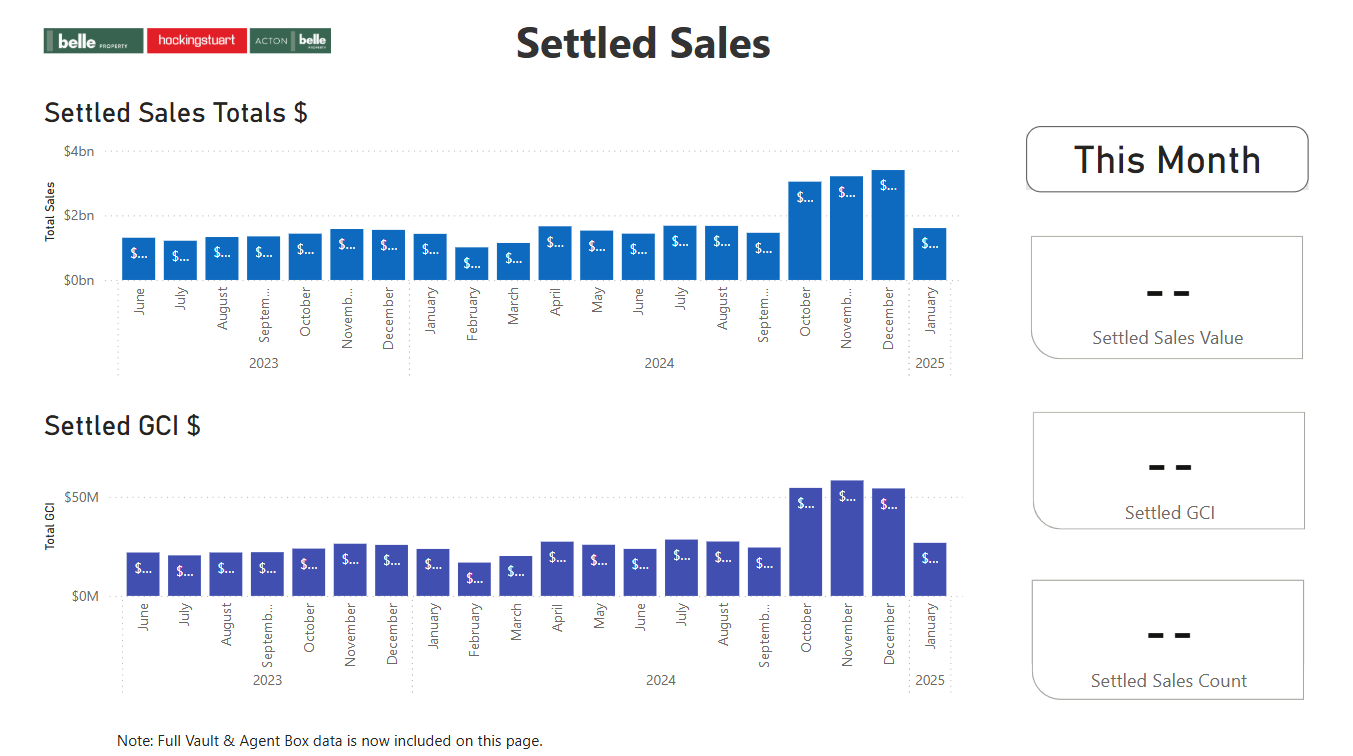 belle PROPERTY hockingstuart ACTON belle PROPERTY
Settled Sales
Settled Sales Totals $
Total Sales
$4bn
$2bn
$0bn
$... $... $... $... $... $... $... $... $... $... $... $... $... $... $... $... $... $... $... $...
June July August Septem... October Novemb... December January February March April May June July August Septem... October Novemb... December January
2023 2024 2025
Settled GCI $
Total GCI
$50M
$0M
$... $... $... $... $... $... $... $... $... $... $... $... $... $... $... $... $... $... $... $...
June July August Septemb... October November December January February March April May June July August Septemb... October November December January
2023 2024 2025
This Month
--
Settled Sales Value
--
Settled GCI
--
Settled Sales Count
Note: Full Vault & Agent Box data is now included on this page.